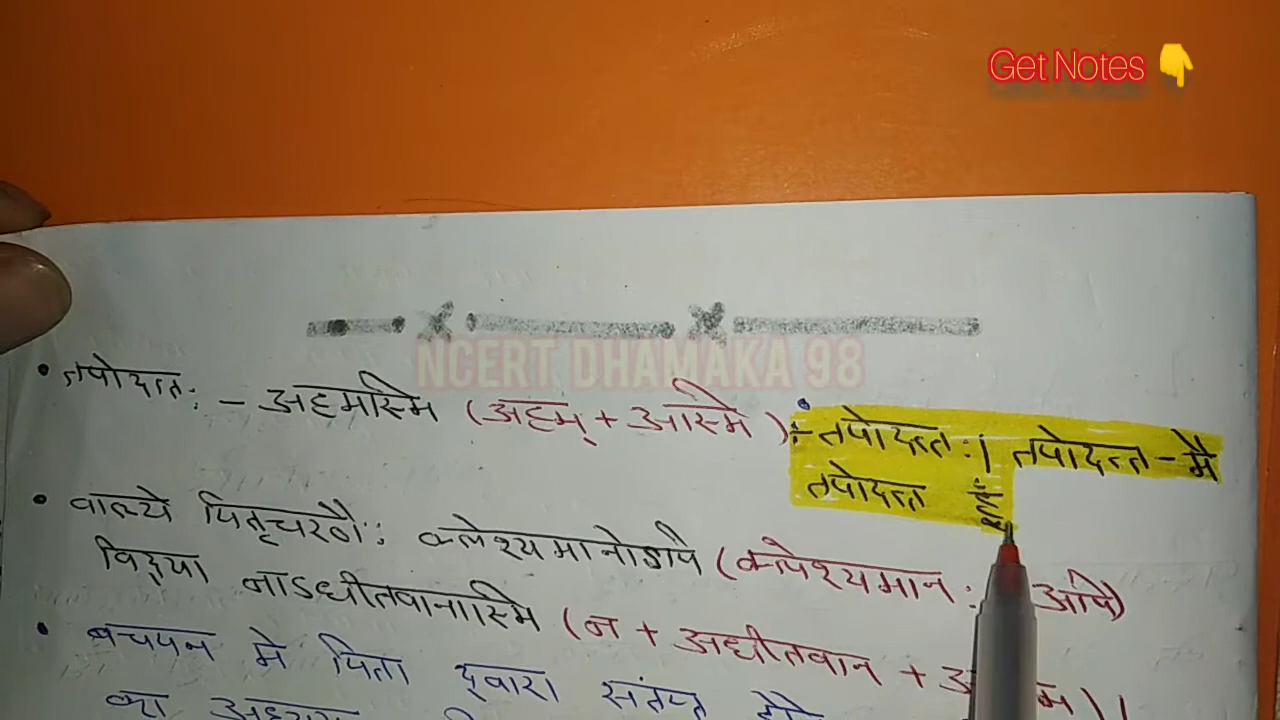 Get Notes 👇
NCERT DHAMAKA 98
• तपोदत्तः - अहमस्मि (अहम् + अस्मि) :- तपोदत्तः। तपोदत्त - मै
तपोदत्त हूँ
• वाल्ये पितृचरणैः क्लेश्यमानोऽपि (क्लेश्यमानः अपि)
विद्या नाऽधीतवानास्मि (न + अधीतवान +
• बचपन मे पिता द्वारा संतप्त
का